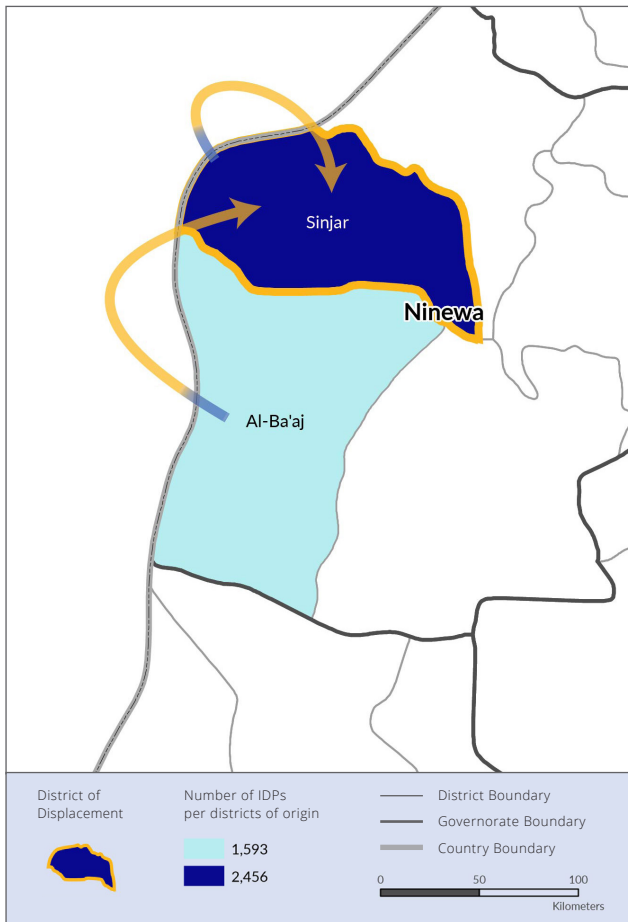 Sinjar
Ninewa
Al-Ba'aj
District of
Displacement
Number of IDPs
per districts of origin
1,593
2,456
District Boundary
Governorate Boundary
Country Boundary
0
50
100
Kilometers